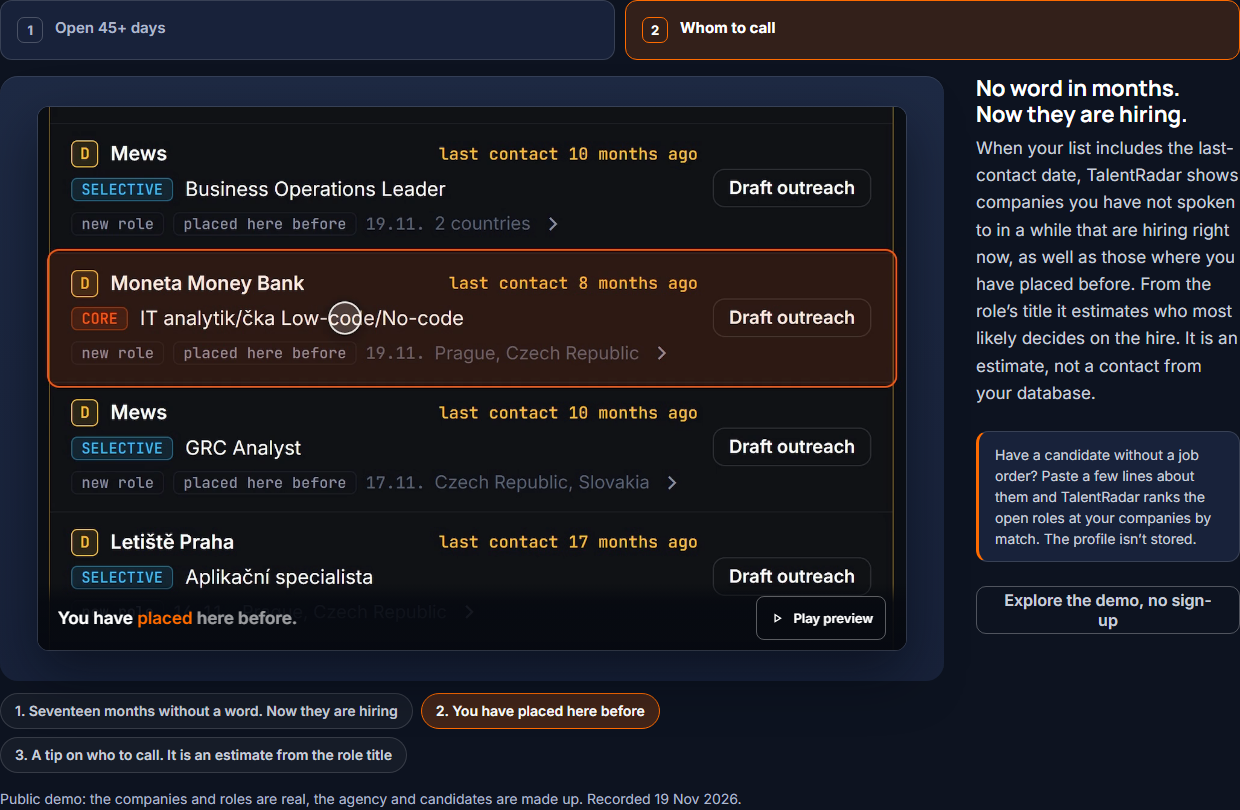 1 Open 45+ days
2 Whom to call
D Mews last contact 10 months ago
SELECTIVE Business Operations Leader Draft outreach
new role placed here before 19.11. 2 countries
D Moneta Money Bank last contact 8 months ago
CORE IT analytik/čka Low-code/No-code Draft outreach
new role placed here before 19.11. Prague, Czech Republic
D Mews last contact 10 months ago
SELECTIVE GRC Analyst Draft outreach
new role placed here before 17.11. Czech Republic, Slovakia
D Letiště Praha last contact 17 months ago
SELECTIVE Aplikační specialista Draft outreach
Prague, Czech Republic
You have placed here before.
Play preview
No word in months.
Now they are hiring.
When your list includes the last-
contact date, TalentRadar shows
companies you have not spoken
to in a while that are hiring right
now, as well as those where you
have placed before. From the
role’s title it estimates who most
likely decides on the hire. It is an
estimate, not a contact from
your database.
Have a candidate without a job
order? Paste a few lines about
them and TalentRadar ranks the
open roles at your companies by
match. The profile isn’t stored.
Explore the demo, no sign-
up
1. Seventeen months without a word. Now they are hiring
2. You have placed here before
3. A tip on who to call. It is an estimate from the role title
Public demo: the companies and roles are real, the agency and candidates are made up. Recorded 19 Nov 2026.